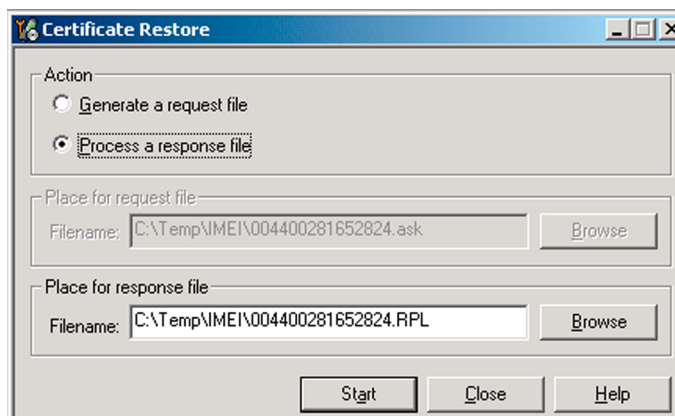 Certificate Restore
Action
Generate a request file
Process a response file
Place for request file
Filename: C:\Temp\IMEI\004400281652824.ask Browse
Place for response file
Filename: C:\Temp\IMEI\004400281652824.RPL Browse
Start Close Help